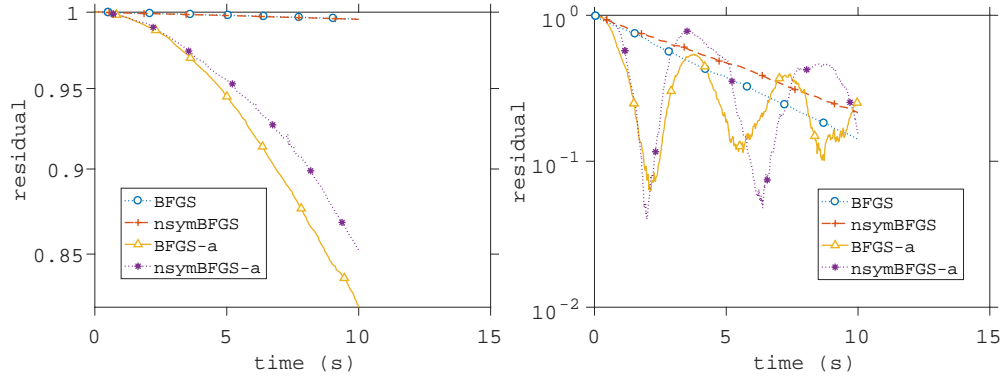 residual
1
0.95
0.9
0.85
BFGS
nsymBFGS
BFGS-a
nsymBFGS-a
0
5
10
15
time (s)
residual
10^0
10^-1
10^-2
BFGS
nsymBFGS
BFGS-a
nsymBFGS-a
0
5
10
15
time (s)